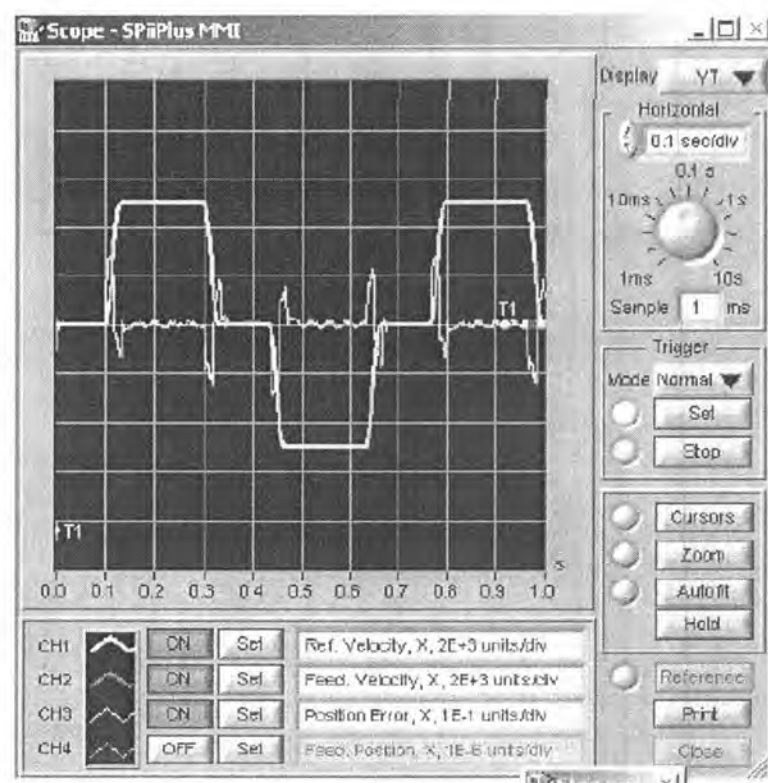 Scope - SPiiPlus MMI
Display YT
Horizontal
0.1 sec/div
0.1 s
10ms 1s
1ms 10s
Sample 1 ms
Trigger
Mode Normal
Set
Stop
Cursors
Zoom
Autofit
Hold
Reference
Print
Close
T1
T1
s
0.0 0.1 0.2 0.3 0.4 0.5 0.6 0.7 0.8 0.9 1.0
CH1 ON Set Ref. Velocity, X, 2E+3 units/div
CH2 ON Set Feed. Velocity, X, 2E+3 units/div
CH3 ON Set Position Error, X, 1E-1 units/div
CH4 OFF Set Feed. Position, X, 1E-6 units/div